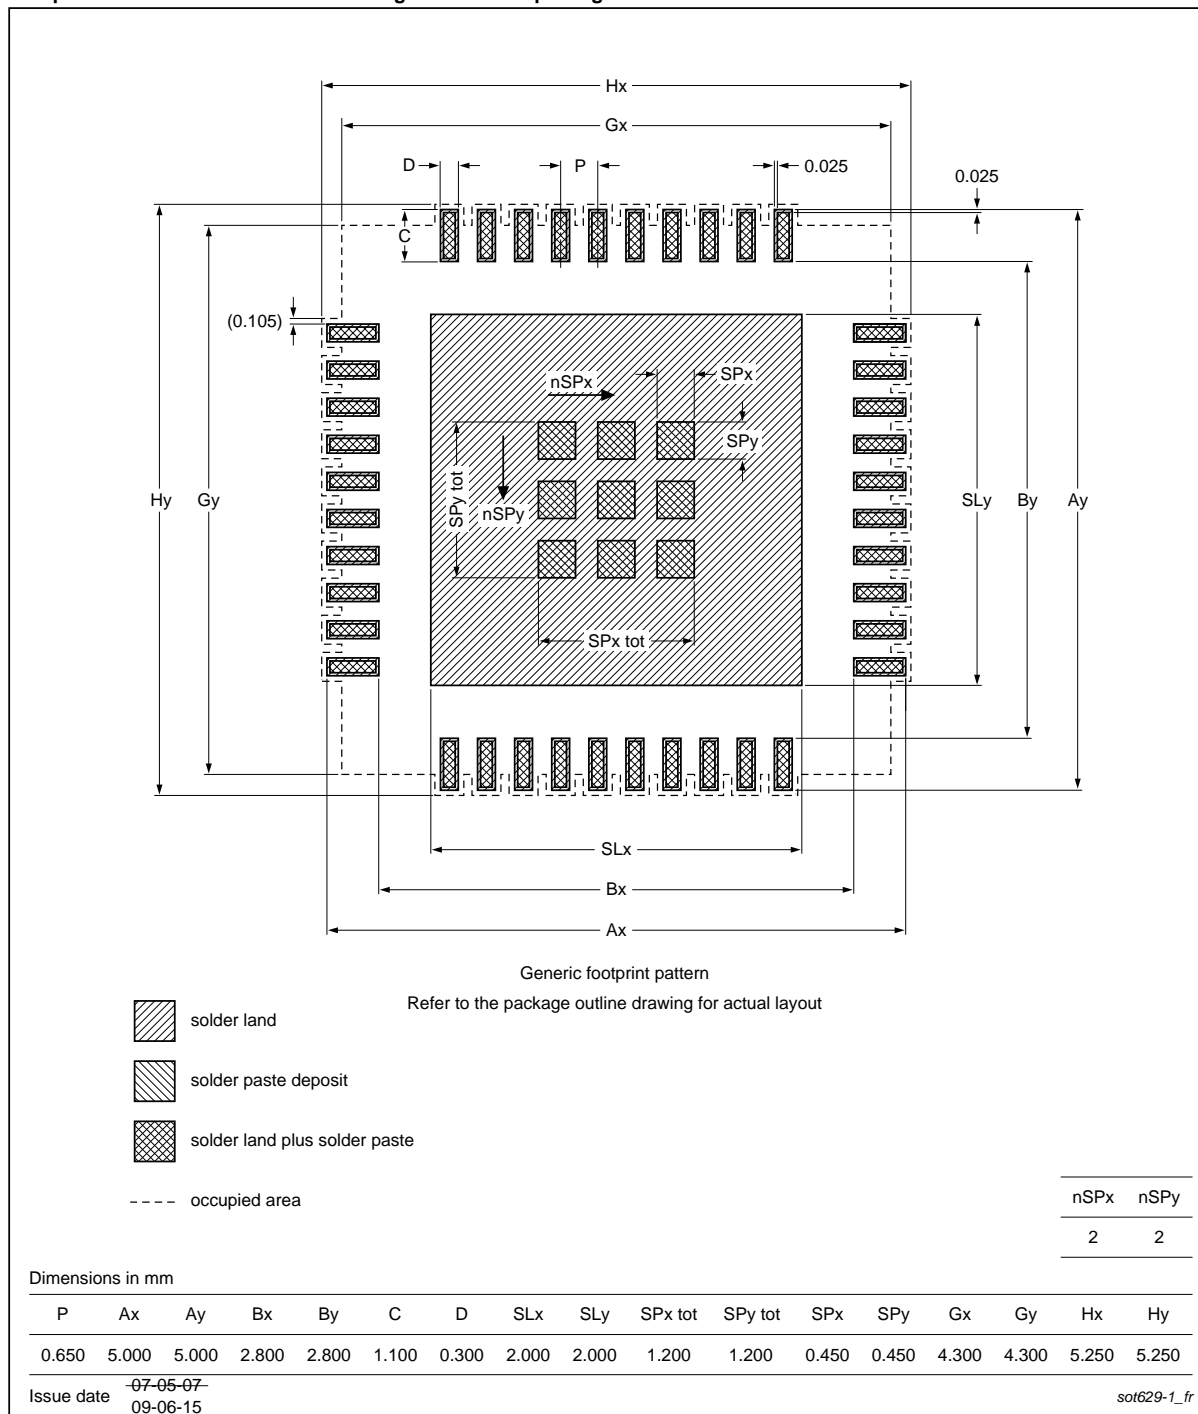 Hx
Gx
D
P
0.025
0.025
C
(0.105)
nSPx
SPx
SPy
Hy
Gy
SPy tot
nSPy
SLy
By
Ay
SPx tot
SLx
Bx
Ax
Generic footprint pattern
Refer to the package outline drawing for actual layout
solder land
solder paste deposit
solder land plus solder paste
occupied area
nSPx nSPy
2 2
Dimensions in mm
P Ax Ay Bx By C D SLx SLy SPx tot SPy tot SPx SPy Gx Gy Hx Hy
0.650 5.000 5.000 2.800 2.800 1.100 0.300 2.000 2.000 1.200 1.200 0.450 0.450 4.300 4.300 5.250 5.250
Issue date 07-05-07
09-06-15
sot629-1_fr